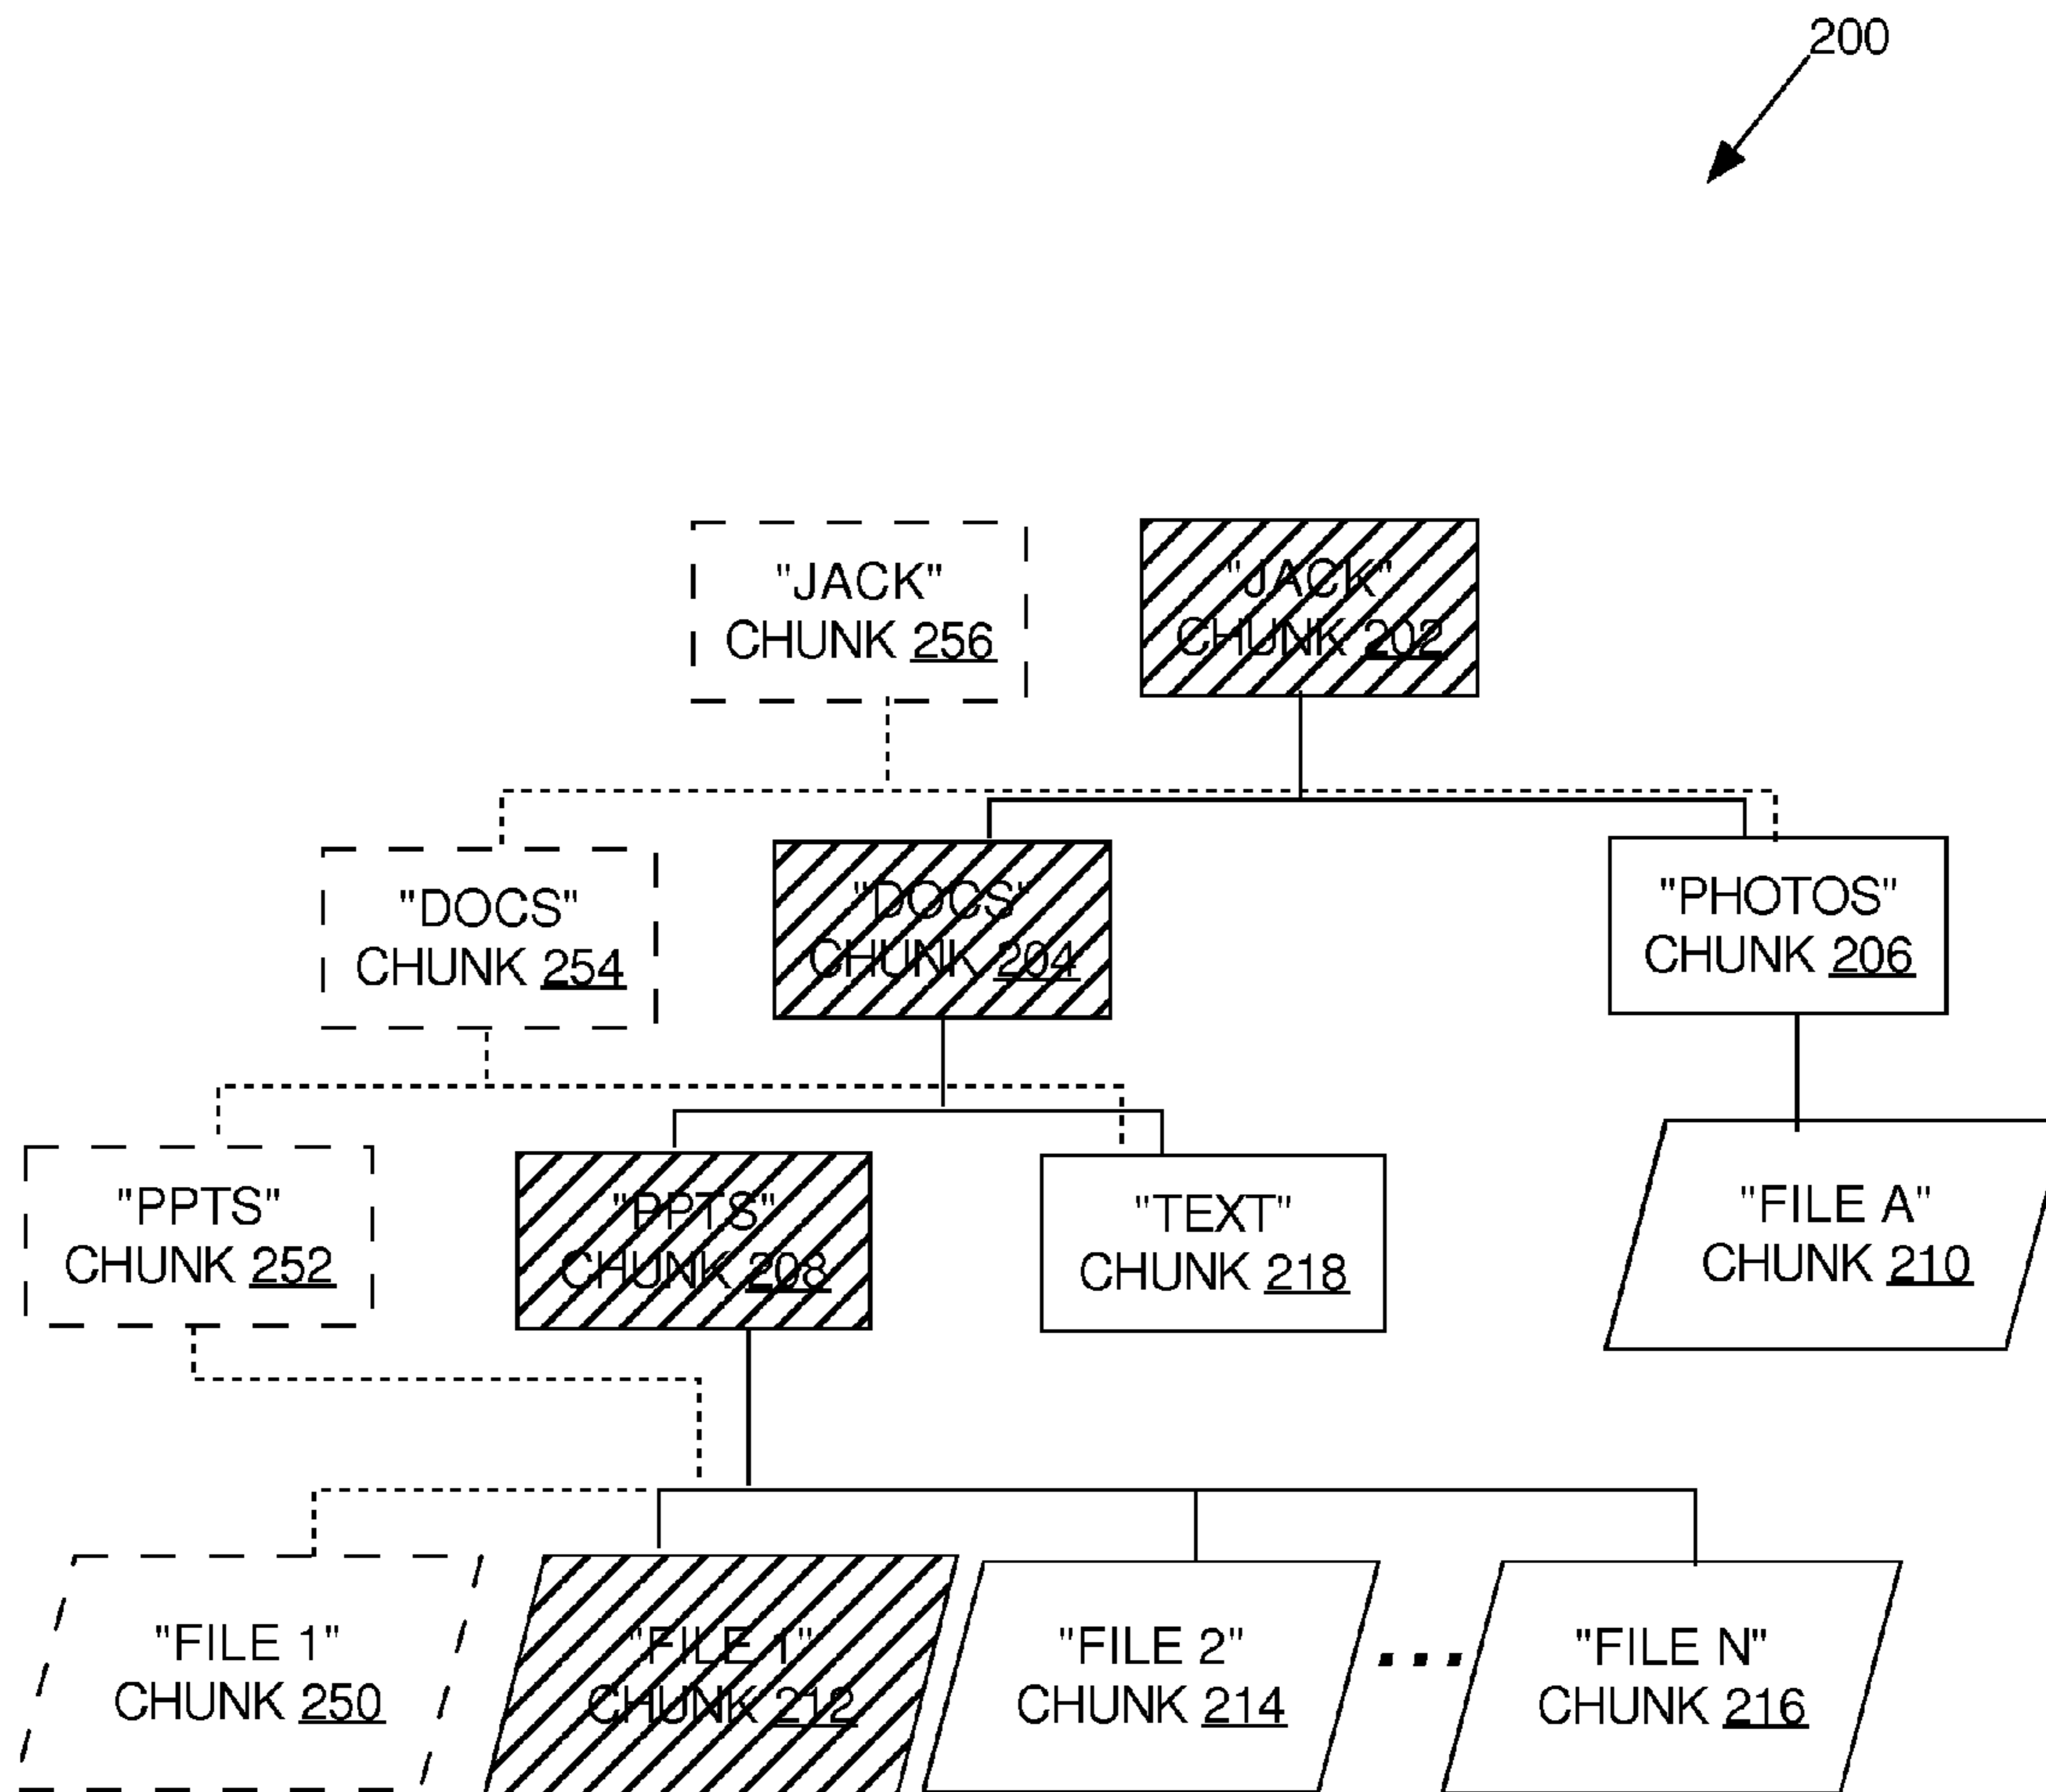 200
"JACK"
CHUNK 256
"JACK"
CHUNK 202
"DOCS"
CHUNK 254
"DOCS"
CHUNK 204
"PHOTOS"
CHUNK 206
"PPTS"
CHUNK 252
"PPTS"
CHUNK 208
"TEXT"
CHUNK 218
"FILE A"
CHUNK 210
"FILE 1"
CHUNK 250
"FILE 1"
CHUNK 212
"FILE 2"
CHUNK 214
"FILE N"
CHUNK 216